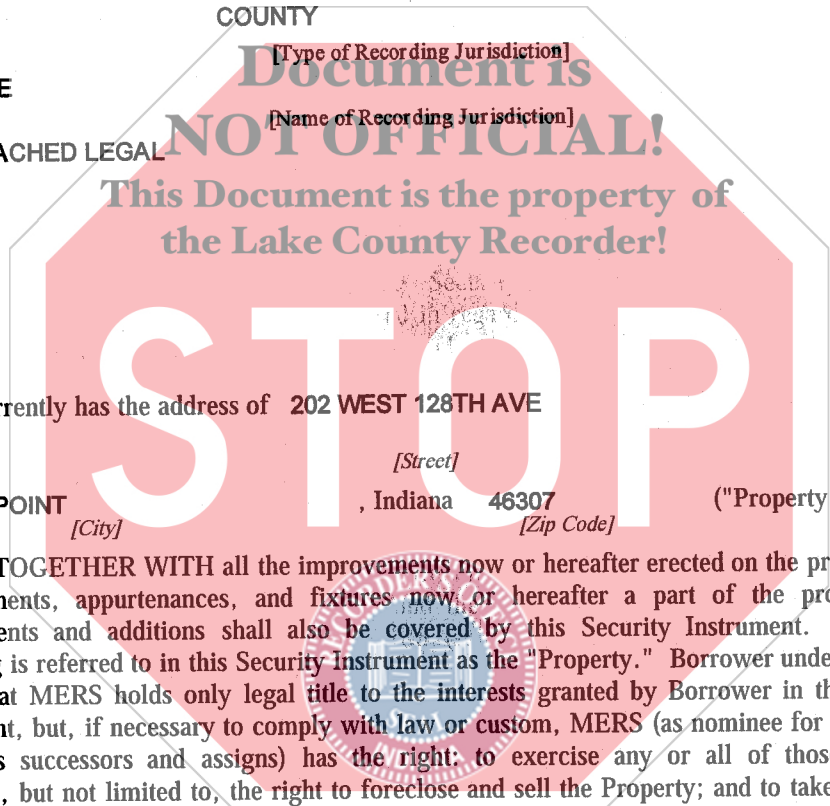 COUNTY
[Type of Recording Jurisdiction]
Document is
E
[Name of Recording Jurisdiction]
NOT OFFICIAL!
ACHED LEGAL
This Document is the property of
the Lake County Recorder!
STOP
rrently has the address of 202 WEST 128TH AVE
[Street]
POINT , Indiana 46307 ("Property
[City] [Zip Code]
TOGETHER WITH all the improvements now or hereafter erected on the pr
nents, appurtenances, and fixtures now or hereafter a part of the pro
ents and additions shall also be covered by this Security Instrument.
g is referred to in this Security Instrument as the "Property." Borrower unde
at MERS holds only legal title to the interests granted by Borrower in th
nt, but, if necessary to comply with law or custom, MERS (as nominee for
s successors and assigns) has the right: to exercise any or all of thos
, but not limited to, the right to foreclose and sell the Property; and to take